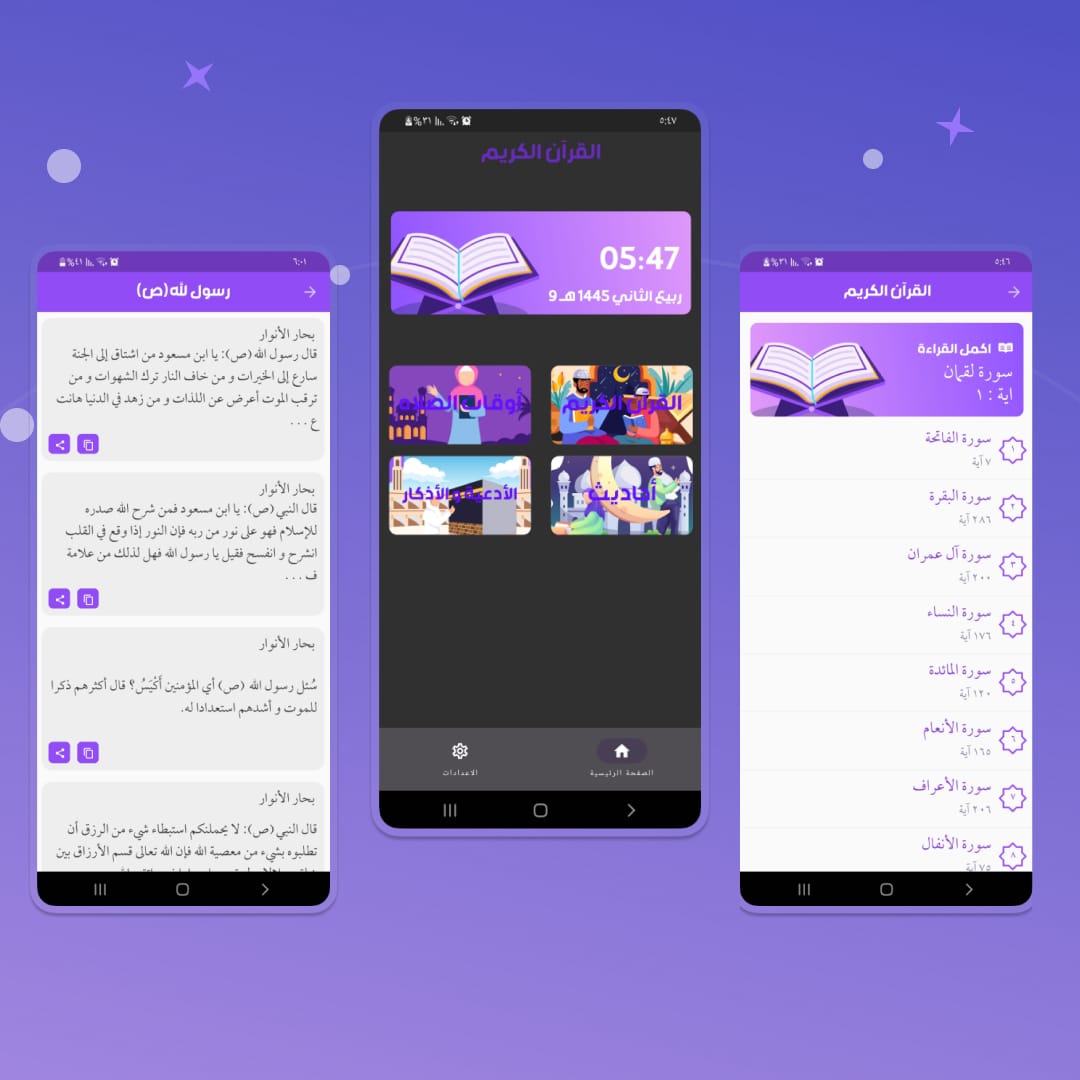 ٣١%
٥:٤٧
القرآن الكريم
05:47
9 ربيع الثاني 1445 هـ
القرآن الكريم
أوقات الصلاه
أحاديث
الأدعية والأذكار
الصفحة الرئيسية
الاعدادات
٤١%
٦:٠١
رسول لله(ص)
بحار الأنوار
قال رسول الله (ص): يا ابن مسعود من اشتاق إلى الجنة
سارع إلى الخيرات و من خاف النار ترك الشهوات و من
ترقب الموت أعرض عن اللذات و من زهد في الدنيا هانت
ع ...
بحار الأنوار
قال النبي (ص): يا ابن مسعود فمن شرح الله صدره
للإسلام فهو على نور من ربه فإن النور إذا وقع في القلب
انشرح و انفسح فقيل يا رسول الله فهل لذلك من علامة
ف ...
بحار الأنوار
سُئل رسول الله (ص) أي المؤمنين أَكْيَسُ؟ قال أكثرهم ذكرا
للموت و أشدهم استعدادا له.
بحار الأنوار
قال النبي (ص): لا يحملنكم استبطاء شيء من الرزق أن
تطلبوه بشيء من معصية الله فإن الله تعالى قسم الأرزاق بين
٣١%
٥:٤٦
القرآن الكريم
اكمل القراءة
سورة لقمان
اية : ١
١
سورة الفاتحة
٧ آية
٢
سورة البقرة
٢٨٦ آية
٣
سورة آل عمران
٢٠٠ آية
٤
سورة النساء
١٧٦ آية
٥
سورة المائدة
١٢٠ آية
٦
سورة الأنعام
١٦٥ آية
٧
سورة الأعراف
٢٠٦ آية
٨
سورة الأنفال
٧٥ آية